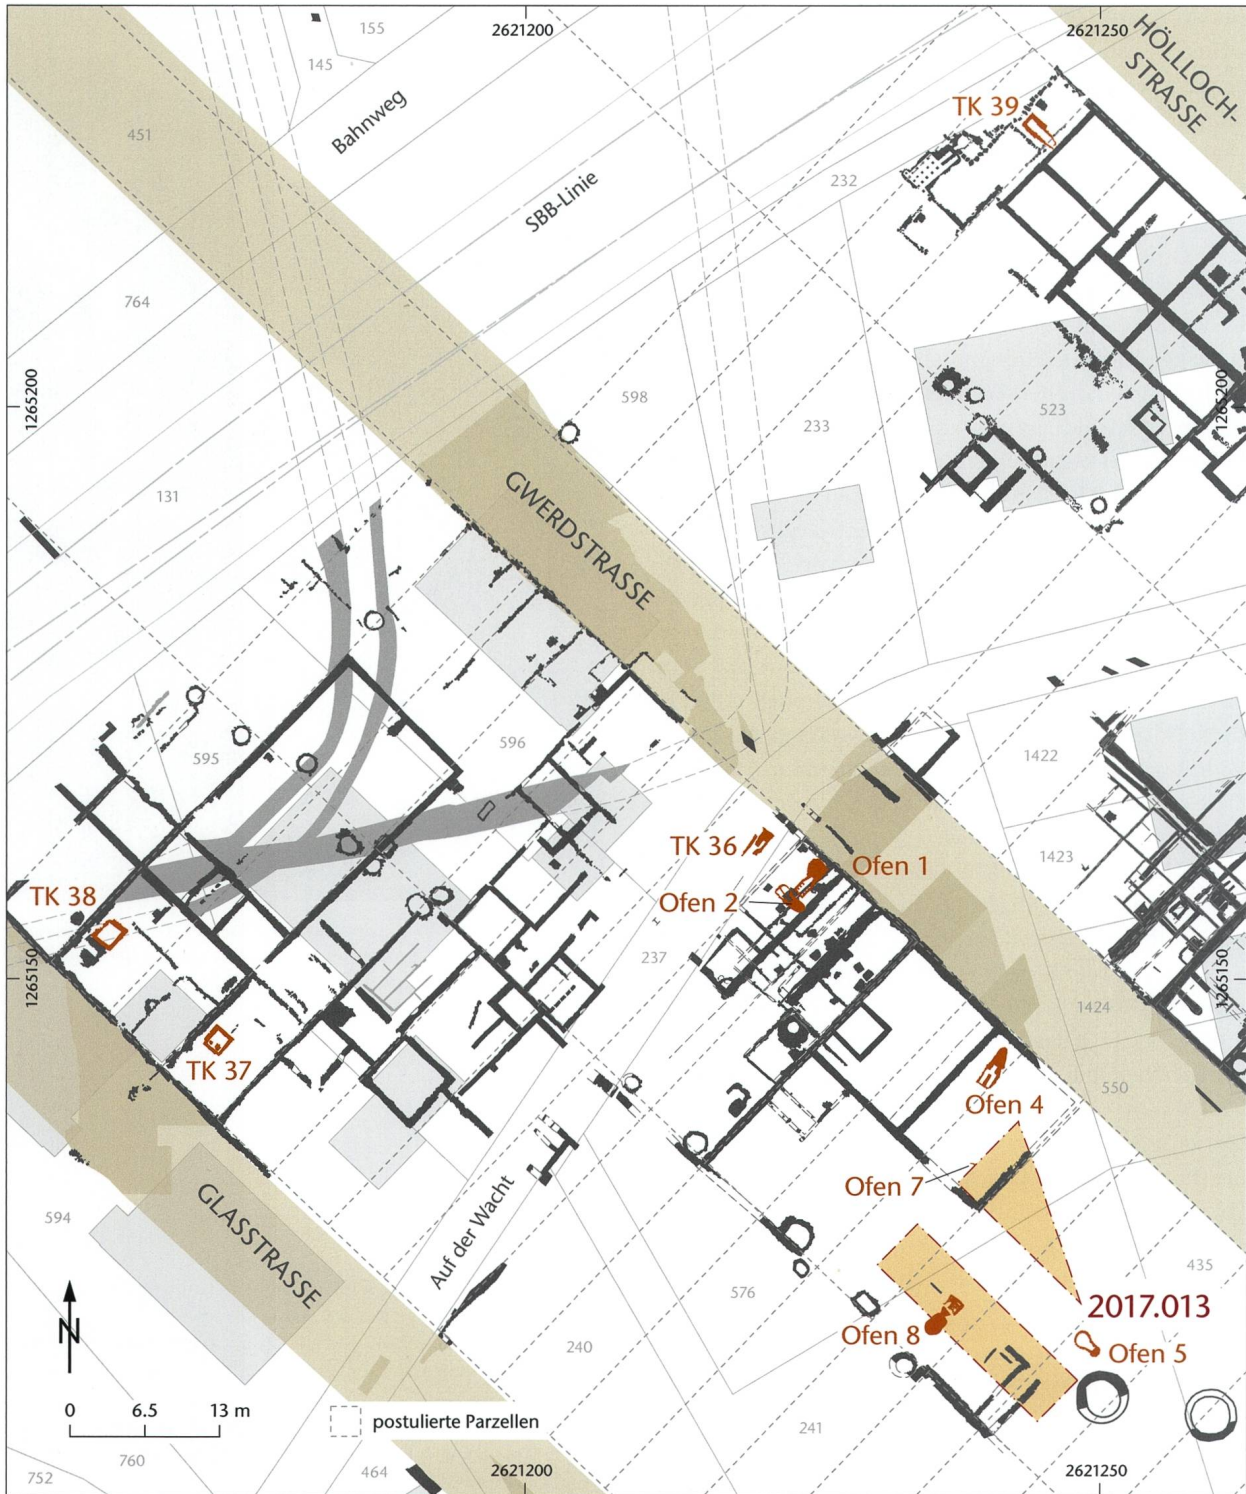 2621200
2621250
155
145
HÖLLLOCH-
STRASSE
TK 39
Bahnweg
451
232
SBB-Linie
764
1265200
598
1265200
523
233
131
GWERDSTRASSE
1422
596
595
TK 36
Ofen 1
1423
Ofen 2
TK 38
237
1265150
1265150
1424
TK 37
550
Ofen 4
Ofen 7
GLASSTRASSE
594
Auf der Wacht
435
576
2017.013
N
Ofen 8
Ofen 5
240
0 6.5 13 m
postulierte Parzellen
241
760
752
464
2621200
2621250